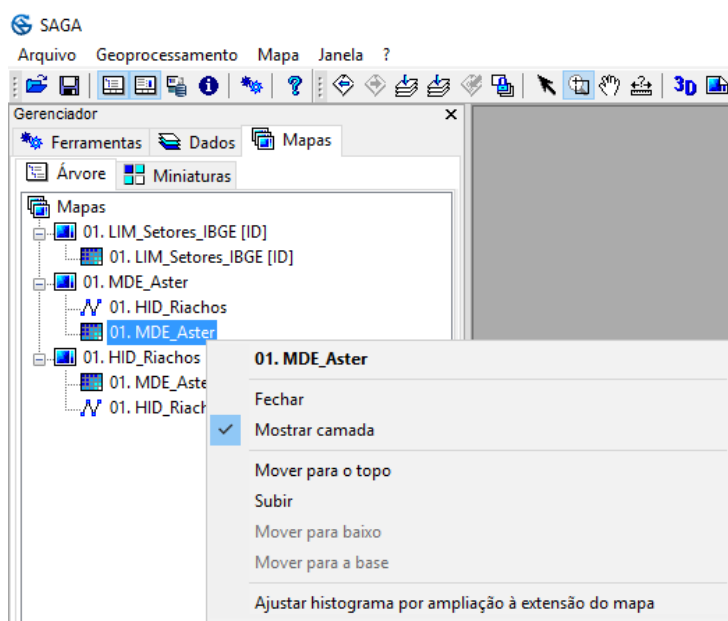 SAGA
Arquivo Geoprocessamento Mapa Janela ?
3D
Gerenciador
Ferramentas Dados Mapas
Árvore Miniaturas
Mapas
01. LIM_Setores_IBGE [ID]
01. LIM_Setores_IBGE [ID]
01. MDE_Aster
01. HID_Riachos
01. MDE_Aster
01. HID_Riachos
01. MDE_Aste
01. HID_Riach
01. MDE_Aster
Fechar
Mostrar camada
Mover para o topo
Subir
Mover para baixo
Mover para a base
Ajustar histograma por ampliação à extensão do mapa